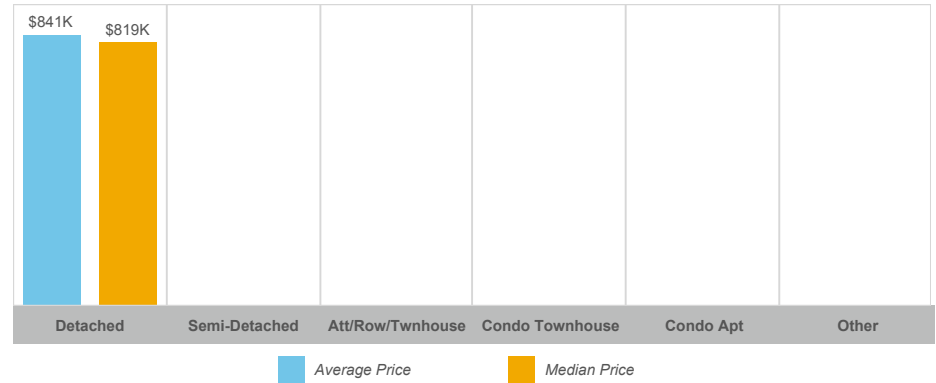 $841K
$819K
Detached Semi-Detached Att/Row/Twnhouse Condo Townhouse Condo Apt Other
Average Price Median Price